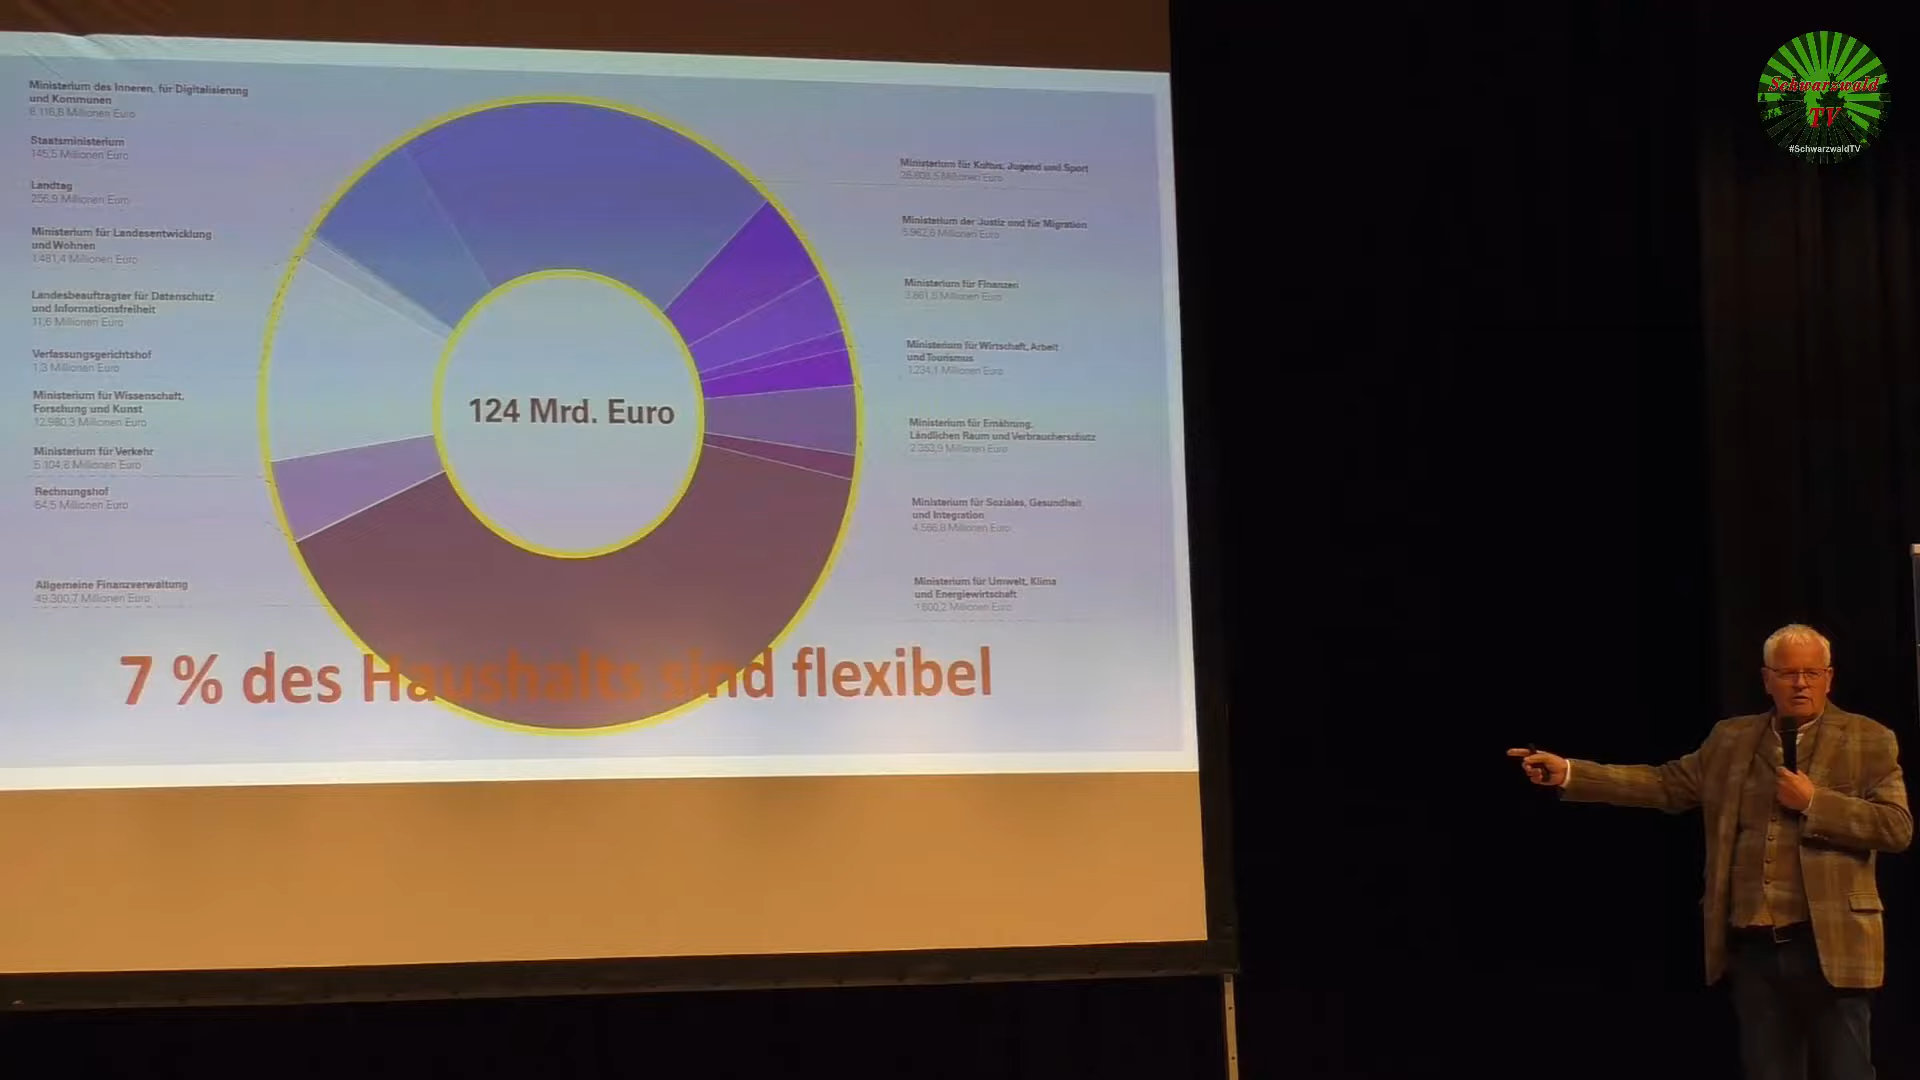 Ministerium des Inneren, für Digitalisierung
und Kommunen
8.116,8 Millionen Euro
Staatsministerium
145,5 Millionen Euro
Landtag
256,9 Millionen Euro
Ministerium für Landesentwicklung
und Wohnen
1.481,4 Millionen Euro
Landesbeauftragter für Datenschutz
und Informationsfreiheit
11,6 Millionen Euro
Verfassungsgerichtshof
1,3 Millionen Euro
Ministerium für Wissenschaft,
Forschung und Kunst
12.980,3 Millionen Euro
Ministerium für Verkehr
5.104,8 Millionen Euro
Rechnungshof
54,5 Millionen Euro
Allgemeine Finanzverwaltung
49.300,7 Millionen Euro
124 Mrd. Euro
Ministerium für Kultus, Jugend und Sport
Millionen Euro
Ministerium der Justiz und für Migration
5.962,6 Millionen Euro
Ministerium für Finanzen
Millionen Euro
Ministerium für Wirtschaft, Arbeit
und Tourismus
1.234,1 Millionen Euro
Ministerium für Ernährung,
Ländlichen Raum und Verbraucherschutz
2.353,9 Millionen Euro
Ministerium für Soziales, Gesundheit
und Integration
Millionen Euro
Ministerium für Umwelt, Klima
und Energiewirtschaft
Millionen Euro
7 % des Haushalts sind flexibel
Schwarzwald
TV
#SchwarzwaldTV